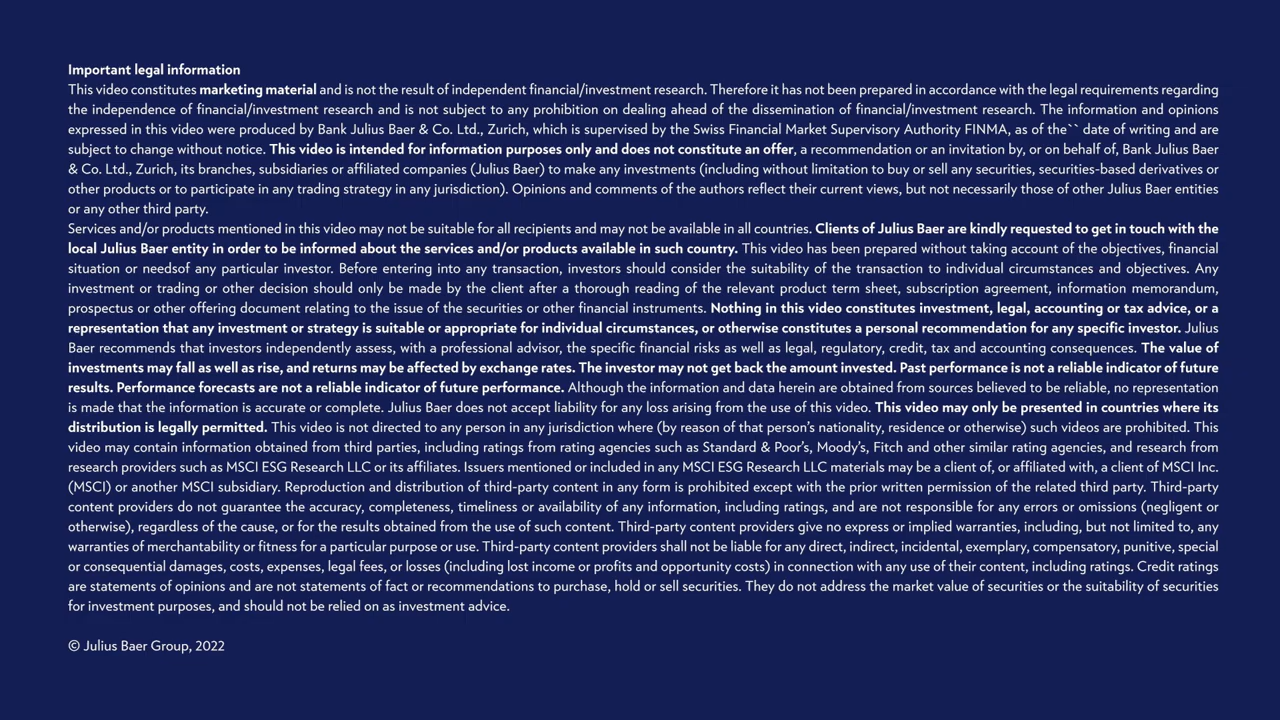 Important legal information
This video constitutes marketing material and is not the result of independent financial/investment research. Therefore it has not been prepared in accordance with the legal requirements regarding
the independence of financial/investment research and is not subject to any prohibition on dealing ahead of the dissemination of financial/investment research. The information and opinions
expressed in this video were produced by Bank Julius Baer & Co. Ltd., Zurich, which is supervised by the Swiss Financial Market Supervisory Authority FINMA, as of the`` date of writing and are
subject to change without notice. This video is intended for information purposes only and does not constitute an offer, a recommendation or an invitation by, or on behalf of, Bank Julius Baer
& Co. Ltd., Zurich, its branches, subsidiaries or affiliated companies (Julius Baer) to make any investments (including without limitation to buy or sell any securities, securities-based derivatives or
other products or to participate in any trading strategy in any jurisdiction). Opinions and comments of the authors reflect their current views, but not necessarily those of other Julius Baer entities
or any other third party.
Services and/or products mentioned in this video may not be suitable for all recipients and may not be available in all countries. Clients of Julius Baer are kindly requested to get in touch with the
local Julius Baer entity in order to be informed about the services and/or products available in such country. This video has been prepared without taking account of the objectives, financial
situation or needsof any particular investor. Before entering into any transaction, investors should consider the suitability of the transaction to individual circumstances and objectives. Any
investment or trading or other decision should only be made by the client after a thorough reading of the relevant product term sheet, subscription agreement, information memorandum,
prospectus or other offering document relating to the issue of the securities or other financial instruments. Nothing in this video constitutes investment, legal, accounting or tax advice, or a
representation that any investment or strategy is suitable or appropriate for individual circumstances, or otherwise constitutes a personal recommendation for any specific investor. Julius
Baer recommends that investors independently assess, with a professional advisor, the specific financial risks as well as legal, regulatory, credit, tax and accounting consequences. The value of
investments may fall as well as rise, and returns may be affected by exchange rates. The investor may not get back the amount invested. Past performance is not a reliable indicator of future
results. Performance forecasts are not a reliable indicator of future performance. Although the information and data herein are obtained from sources believed to be reliable, no representation
is made that the information is accurate or complete. Julius Baer does not accept liability for any loss arising from the use of this video. This video may only be presented in countries where its
distribution is legally permitted. This video is not directed to any person in any jurisdiction where (by reason of that person's nationality, residence or otherwise) such videos are prohibited. This
video may contain information obtained from third parties, including ratings from rating agencies such as Standard & Poor's, Moody's, Fitch and other similar rating agencies, and research from
research providers such as MSCI ESG Research LLC or its affiliates. Issuers mentioned or included in any MSCI ESG Research LLC materials may be a client of, or affiliated with, a client of MSCI Inc.
(MSCI) or another MSCI subsidiary. Reproduction and distribution of third-party content in any form is prohibited except with the prior written permission of the related third party. Third-party
content providers do not guarantee the accuracy, completeness, timeliness or availability of any information, including ratings, and are not responsible for any errors or omissions (negligent or
otherwise), regardless of the cause, or for the results obtained from the use of such content. Third-party content providers give no express or implied warranties, including, but not limited to, any
warranties of merchantability or fitness for a particular purpose or use. Third-party content providers shall not be liable for any direct, indirect, incidental, exemplary, compensatory, punitive, special
or consequential damages, costs, expenses, legal fees, or losses (including lost income or profits and opportunity costs) in connection with any use of their content, including ratings. Credit ratings
are statements of opinions and are not statements of fact or recommendations to purchase, hold or sell securities. They do not address the market value of securities or the suitability of securities
for investment purposes, and should not be relied on as investment advice.
© Julius Baer Group, 2022